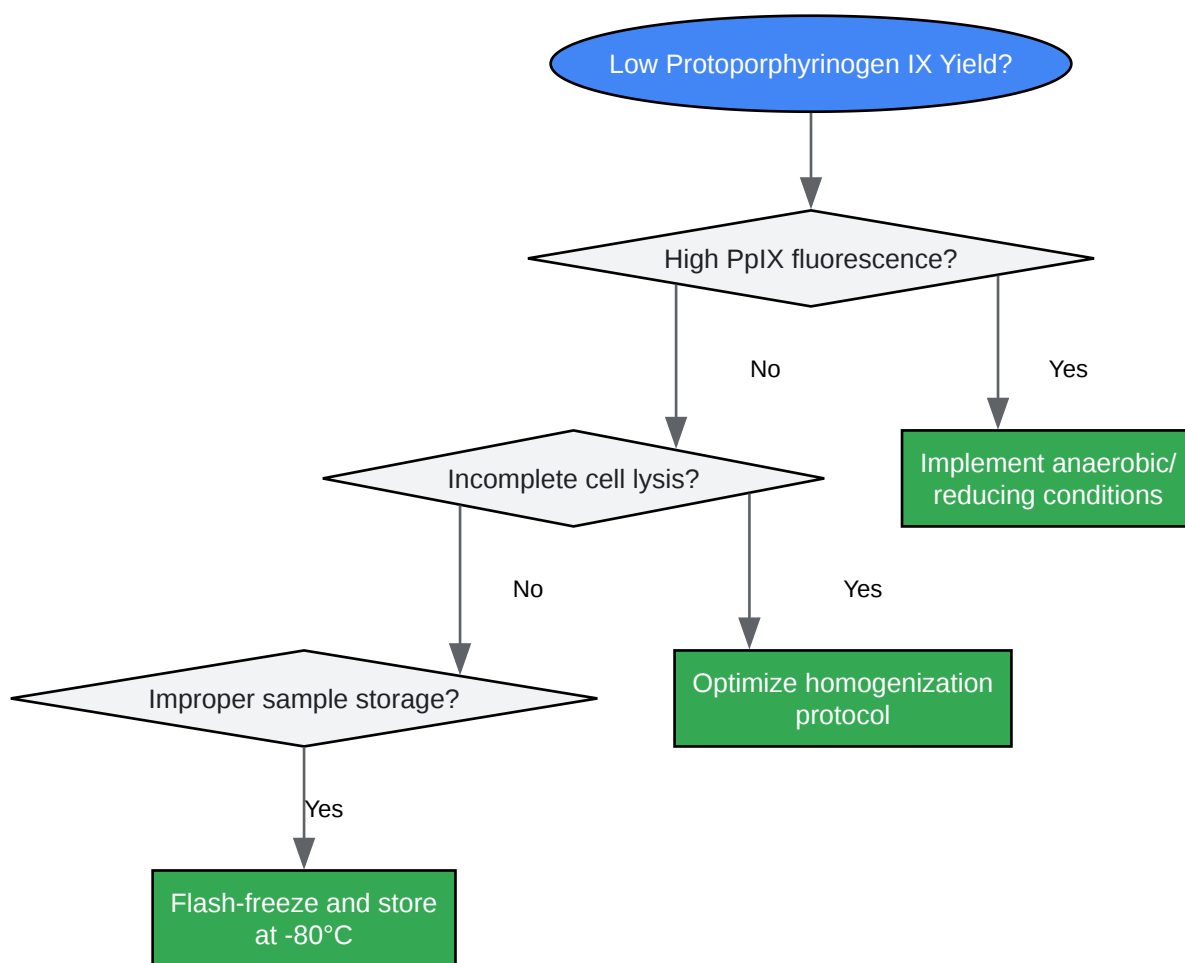 Low Protoporphyrinogen IX Yield?
High PpIX fluorescence?
No
Yes
Implement anaerobic/
reducing conditions
Incomplete cell lysis?
No
Yes
Optimize homogenization
protocol
Improper sample storage?
Yes
Flash-freeze and store
at -80°C